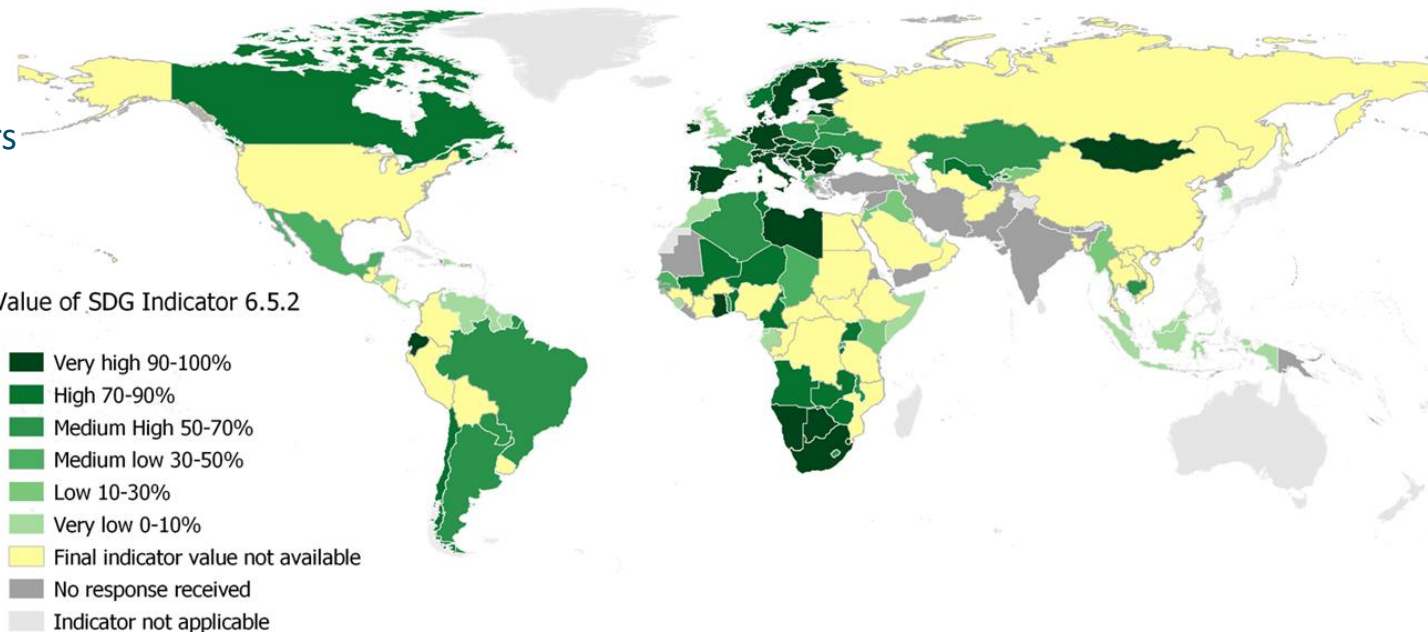 rs
Value of SDG Indicator 6.5.2
Very high 90-100%
High 70-90%
Medium High 50-70%
Medium low 30-50%
Low 10-30%
Very low 0-10%
Final indicator value not available
No response received
Indicator not applicable